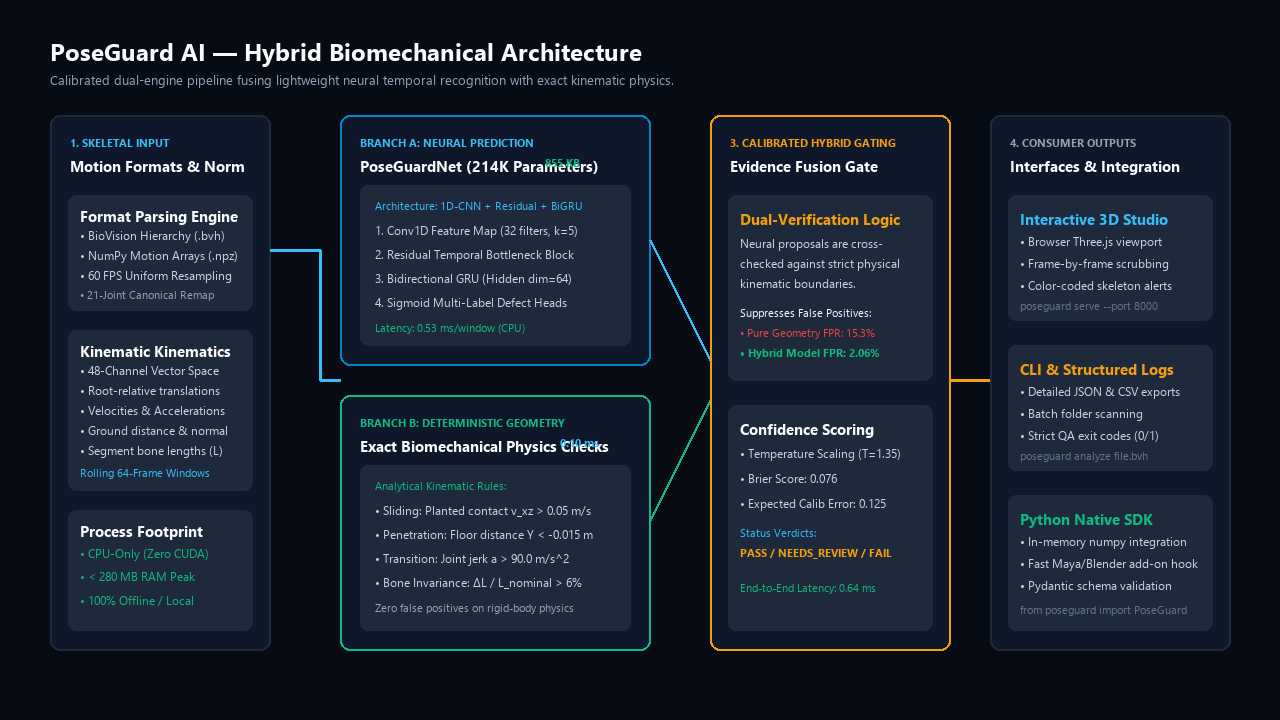 PoseGuard AI — Hybrid Biomechanical Architecture
Calibrated dual-engine pipeline fusing lightweight neural temporal recognition with exact kinematic physics.
1. SKELETAL INPUT
Motion Formats & Norm
Format Parsing Engine
• BioVision Hierarchy (.bvh)
• NumPy Motion Arrays (.npz)
• 60 FPS Uniform Resampling
• 21-Joint Canonical Remap
Kinematic Kinematics
• 48-Channel Vector Space
• Root-relative translations
• Velocities & Accelerations
• Ground distance & normal
• Segment bone lengths (L)
Rolling 64-Frame Windows
Process Footprint
• CPU-Only (Zero CUDA)
• < 280 MB RAM Peak
• 100% Offline / Local
BRANCH A: NEURAL PREDICTION
855 KB
PoseGuardNet (214K Parameters)
Architecture: 1D-CNN + Residual + BiGRU
1. Conv1D Feature Map (32 filters, k=5)
2. Residual Temporal Bottleneck Block
3. Bidirectional GRU (Hidden dim=64)
4. Sigmoid Multi-Label Defect Heads
Latency: 0.53 ms/window (CPU)
BRANCH B: DETERMINISTIC GEOMETRY
0.10 ms
Exact Biomechanical Physics Checks
Analytical Kinematic Rules:
• Sliding: Planted contact v_xz > 0.05 m/s
• Penetration: Floor distance Y < -0.015 m
• Transition: Joint jerk a > 90.0 m/s^2
• Bone Invariance: ΔL / L_nominal > 6%
Zero false positives on rigid-body physics
3. CALIBRATED HYBRID GATING
Evidence Fusion Gate
Dual-Verification Logic
Neural proposals are cross-
checked against strict physical
kinematic boundaries.
Suppresses False Positives:
• Pure Geometry FPR: 15.3%
• Hybrid Model FPR: 2.06%
Confidence Scoring
• Temperature Scaling (T=1.35)
• Brier Score: 0.076
• Expected Calib Error: 0.125
Status Verdicts:
PASS / NEEDS_REVIEW / FAIL
End-to-End Latency: 0.64 ms
4. CONSUMER OUTPUTS
Interfaces & Integration
Interactive 3D Studio
• Browser Three.js viewport
• Frame-by-frame scrubbing
• Color-coded skeleton alerts
poseguard serve --port 8000
CLI & Structured Logs
• Detailed JSON & CSV exports
• Batch folder scanning
• Strict QA exit codes (0/1)
poseguard analyze file.bvh
Python Native SDK
• In-memory numpy integration
• Fast Maya/Blender add-on hook
• Pydantic schema validation
from poseguard import PoseGuard